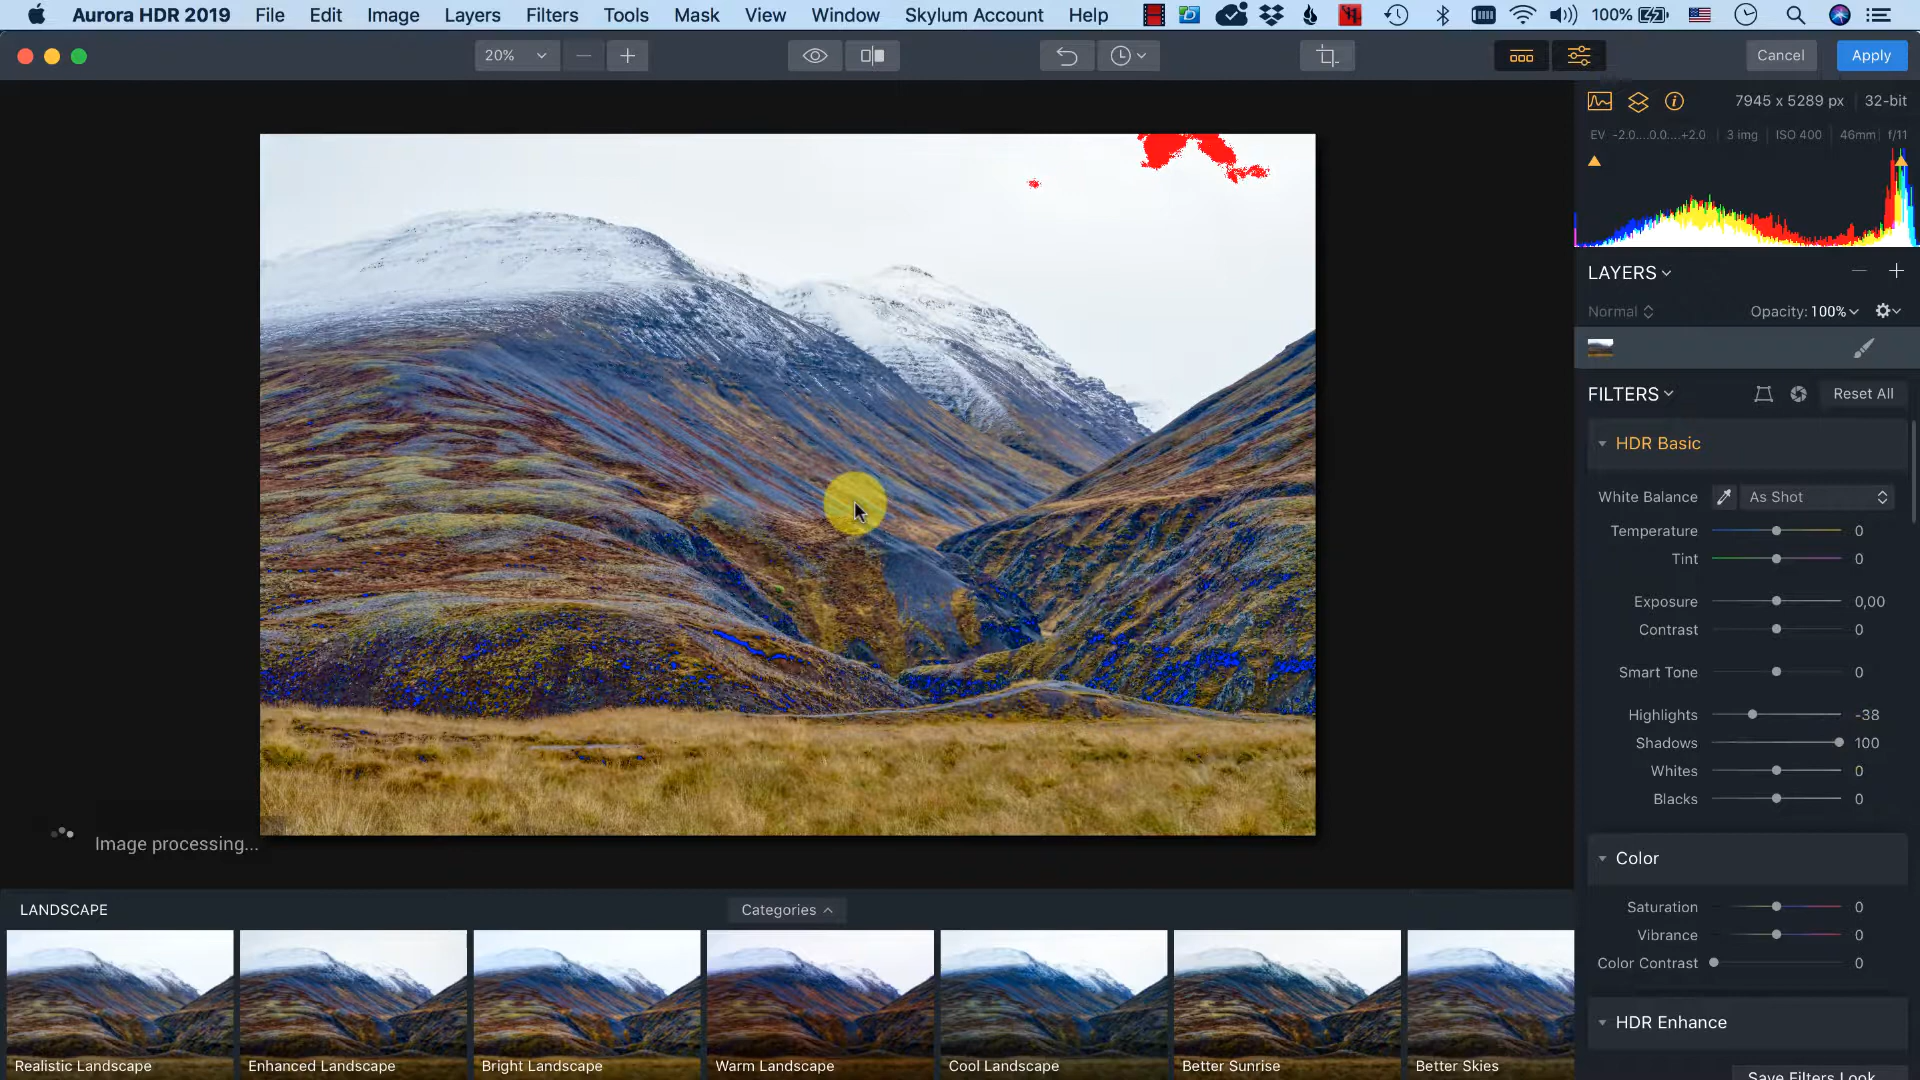 Aurora HDR 2019 File Edit Image Layers Filters Tools Mask View Window Skylum Account Help 100%
20% Cancel Apply
7945 x 5289 px 32-bit
EV -2.0....0.0....+2.0 3 img ISO 400 46mm f/11
LAYERS
Normal Opacity: 100%
FILTERS Reset All
HDR Basic
White Balance As Shot
Temperature 0
Tint 0
Exposure 0,00
Contrast 0
Smart Tone 0
Highlights -38
Shadows 100
Whites 0
Blacks 0
Color
Saturation 0
Vibrance 0
Color Contrast 0
HDR Enhance
Save Filters Look
Image processing...
LANDSCAPE Categories
Realistic Landscape Enhanced Landscape Bright Landscape Warm Landscape Cool Landscape Better Sunrise Better Skies